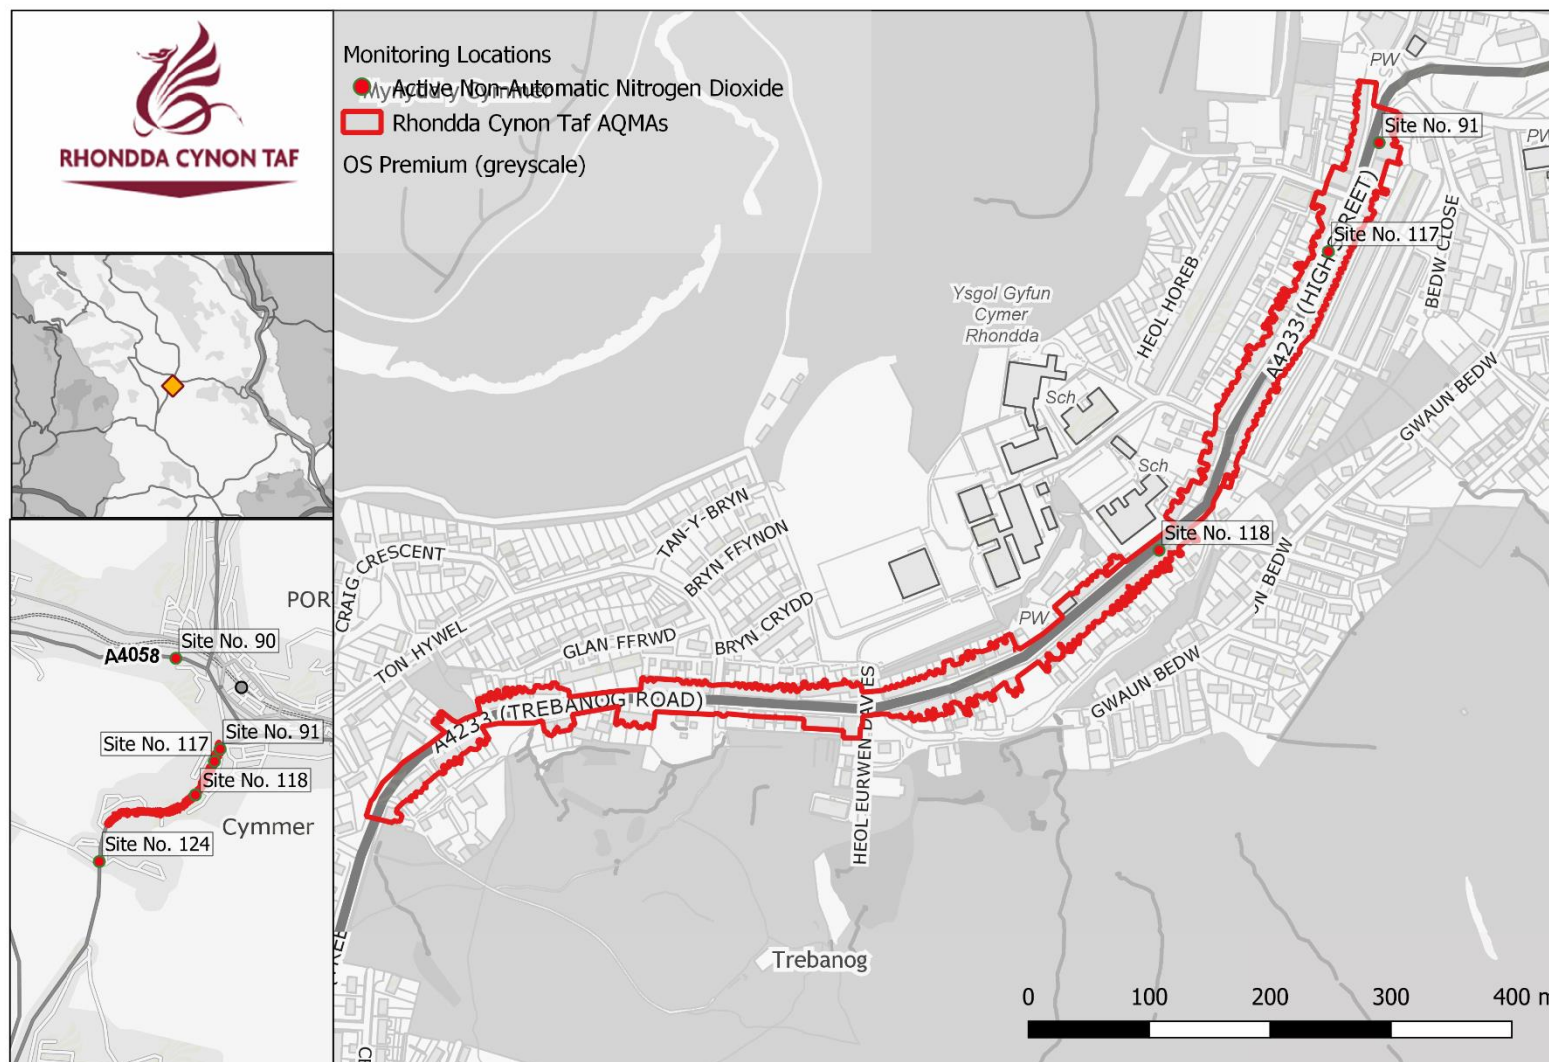 RHONDDA CYNON TAF
Monitoring Locations
Active Non-Automatic Nitrogen Dioxide
Mynydd y Cymmer
Rhondda Cynon Taf AQMAs
OS Premium (greyscale)
PW
Site No. 91
PW
Site No. 117
A4233 (HIGH STREET)
BEDW CLOSE
HEOL HOREB
Ysgol Gyfun
Cymer
Rhondda
Sch
GWAUN BEDW
Sch
Site No. 118
TAN-Y-BRYN
BRYN FFYNON
CRAIG CRESCENT
BRYN CRYDD
GLAN FFRWD
TON HYWEL
PW
GWAUN BEDW
A4233 (TREBANOG ROAD)
HEOL EURWEN DAVIES
Trebanog
0 100 200 300 400 m
POR
Site No. 90
A4058
Site No. 91
Site No. 117
Site No. 118
Cymmer
Site No. 124